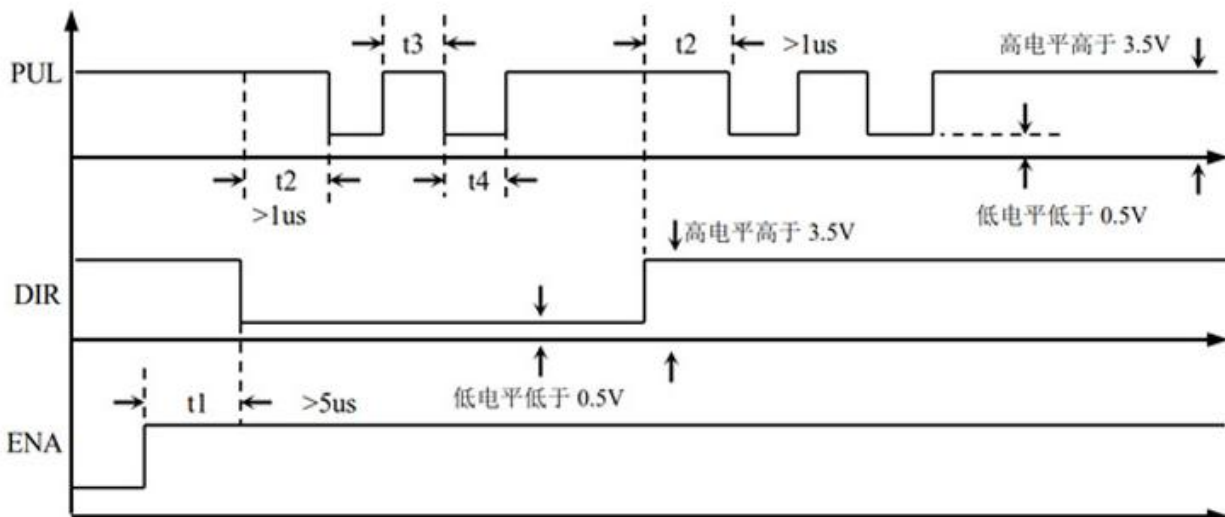 t3
t2
>1us
高电平高于 3.5V
PUL
t2
t4
>1us
低电平低于 0.5V
高电平高于 3.5V
DIR
t1
>5us
低电平低于 0.5V
ENA